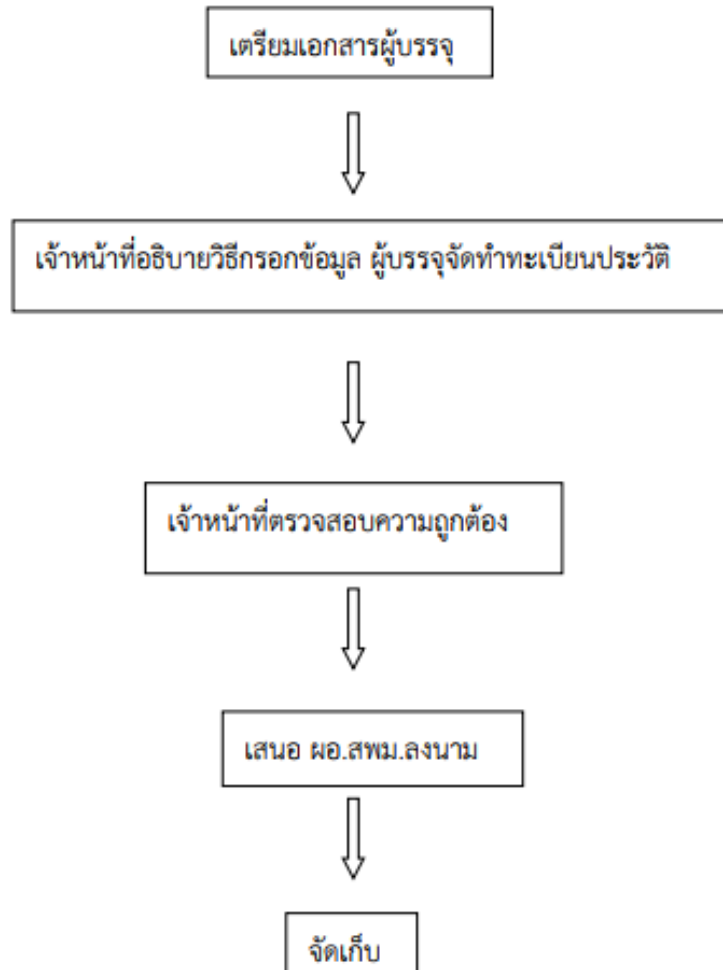 เตรียมเอกสารผู้บรรจุ
เจ้าหน้าที่อธิบายวิธีกรอกข้อมูล ผู้บรรจุจัดทำทะเบียนประวัติ
เจ้าหน้าที่ตรวจสอบความถูกต้อง
เสนอ ผอ.สพม.ลงนาม
จัดเก็บ